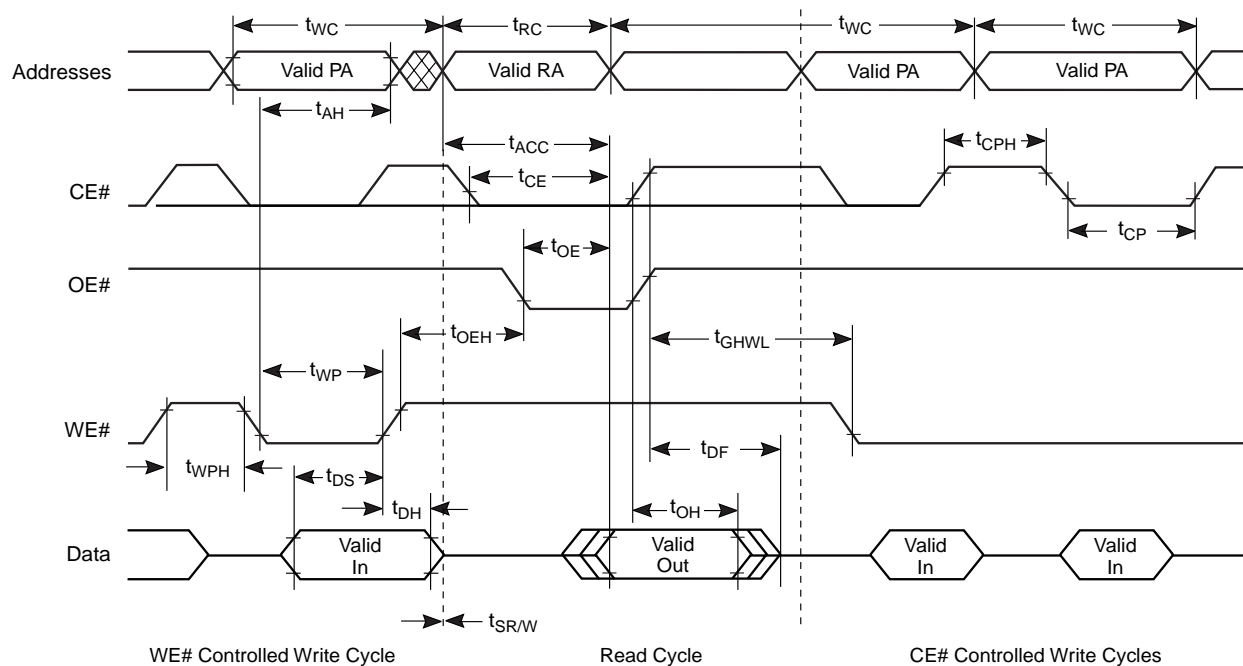 tWC tRC tWC tWC
Addresses Valid PA Valid RA Valid PA Valid PA
tAH
tACC tCPH
CE# tCE
tCP
tOE
OE#
tOEH tGHWL
tWP
WE#
tDF
tWPH tDS
tDH tOH
Data Valid In Valid Out Valid In Valid In
tSR/W
WE# Controlled Write Cycle Read Cycle CE# Controlled Write Cycles